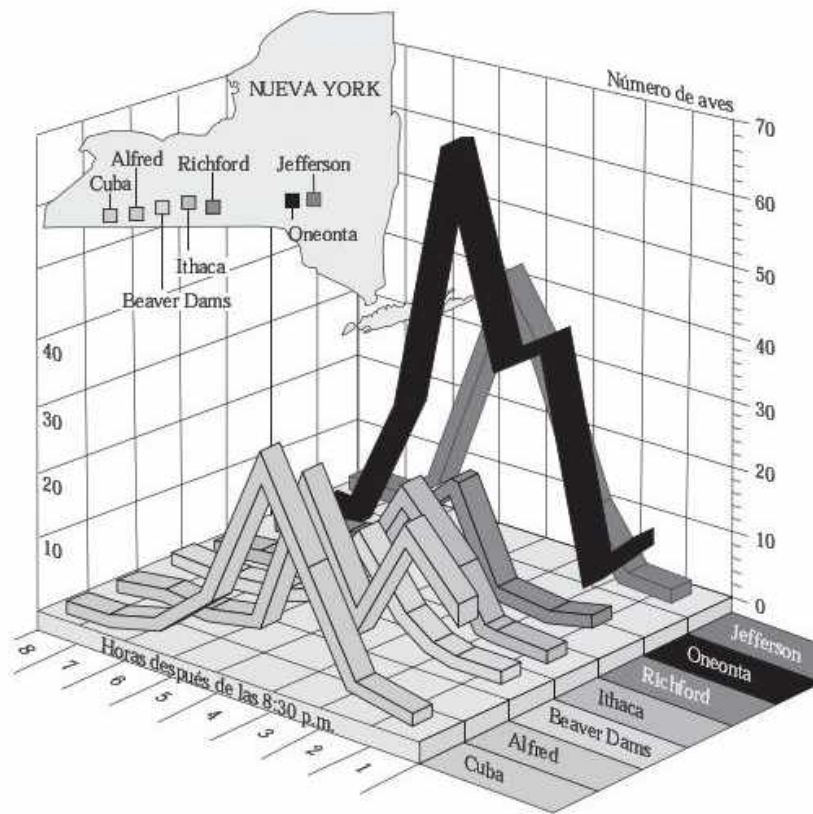 Número de aves
NUEVA YORK
Alfred
Richford
Jefferson
Cuba
Oneonta
Ithaca
Beaver Dams
70
60
50
40
30
20
10
0
40
30
20
10
Horas después de las 8:30 p.m.
8
7
6
5
4
3
2
1
Jefferson
Oneonta
Richford
Ithaca
Beaver Dams
Alfred
Cuba